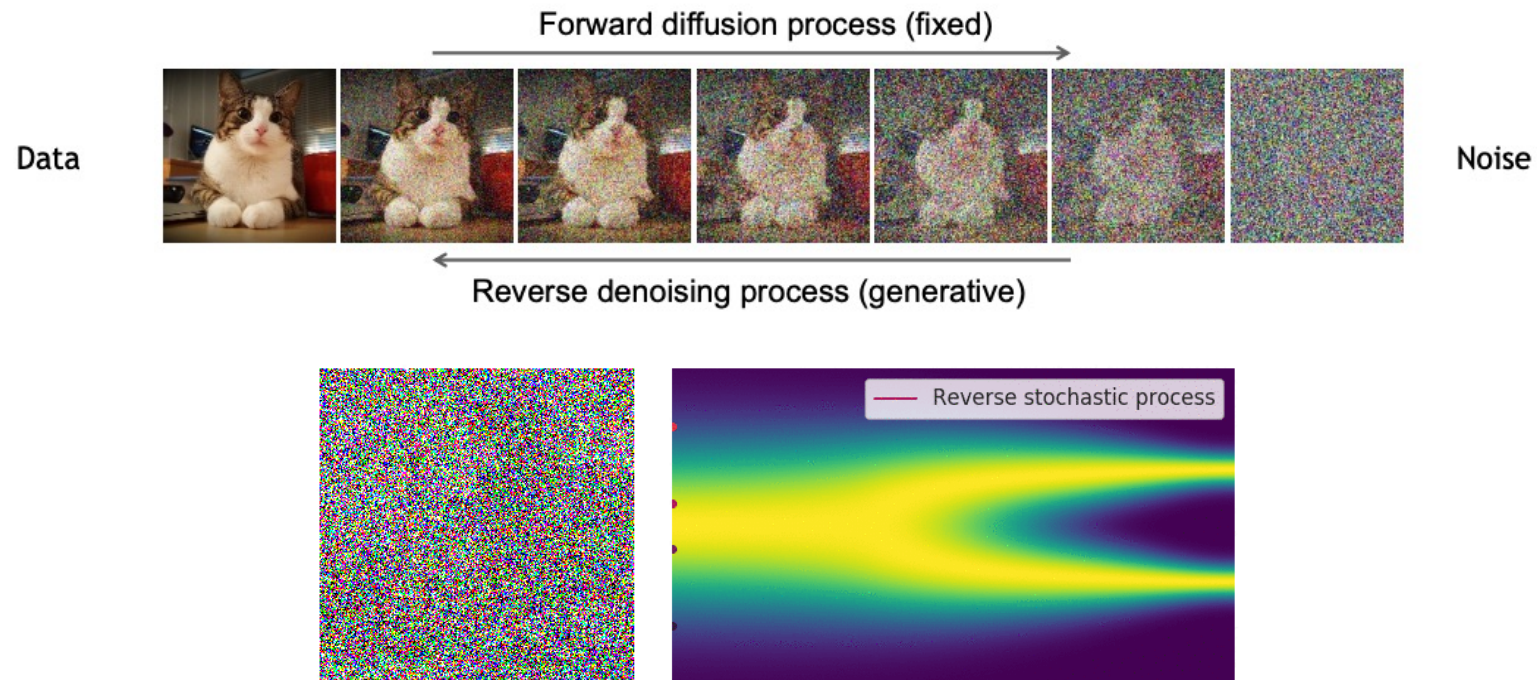 Forward diffusion process (fixed)
Data
Noise
Reverse denoising process (generative)
Reverse stochastic process